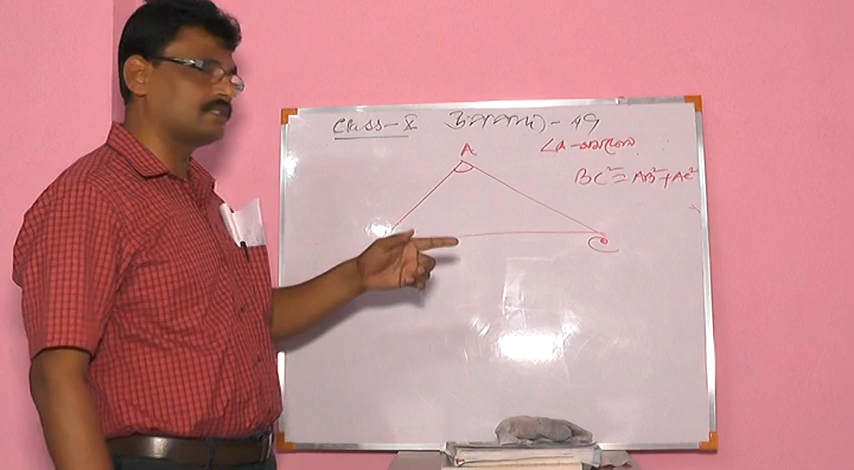 Class - X উপপাদ্য - 49
A
∠A - সমকোণ
BC² = AB² + AC²
C